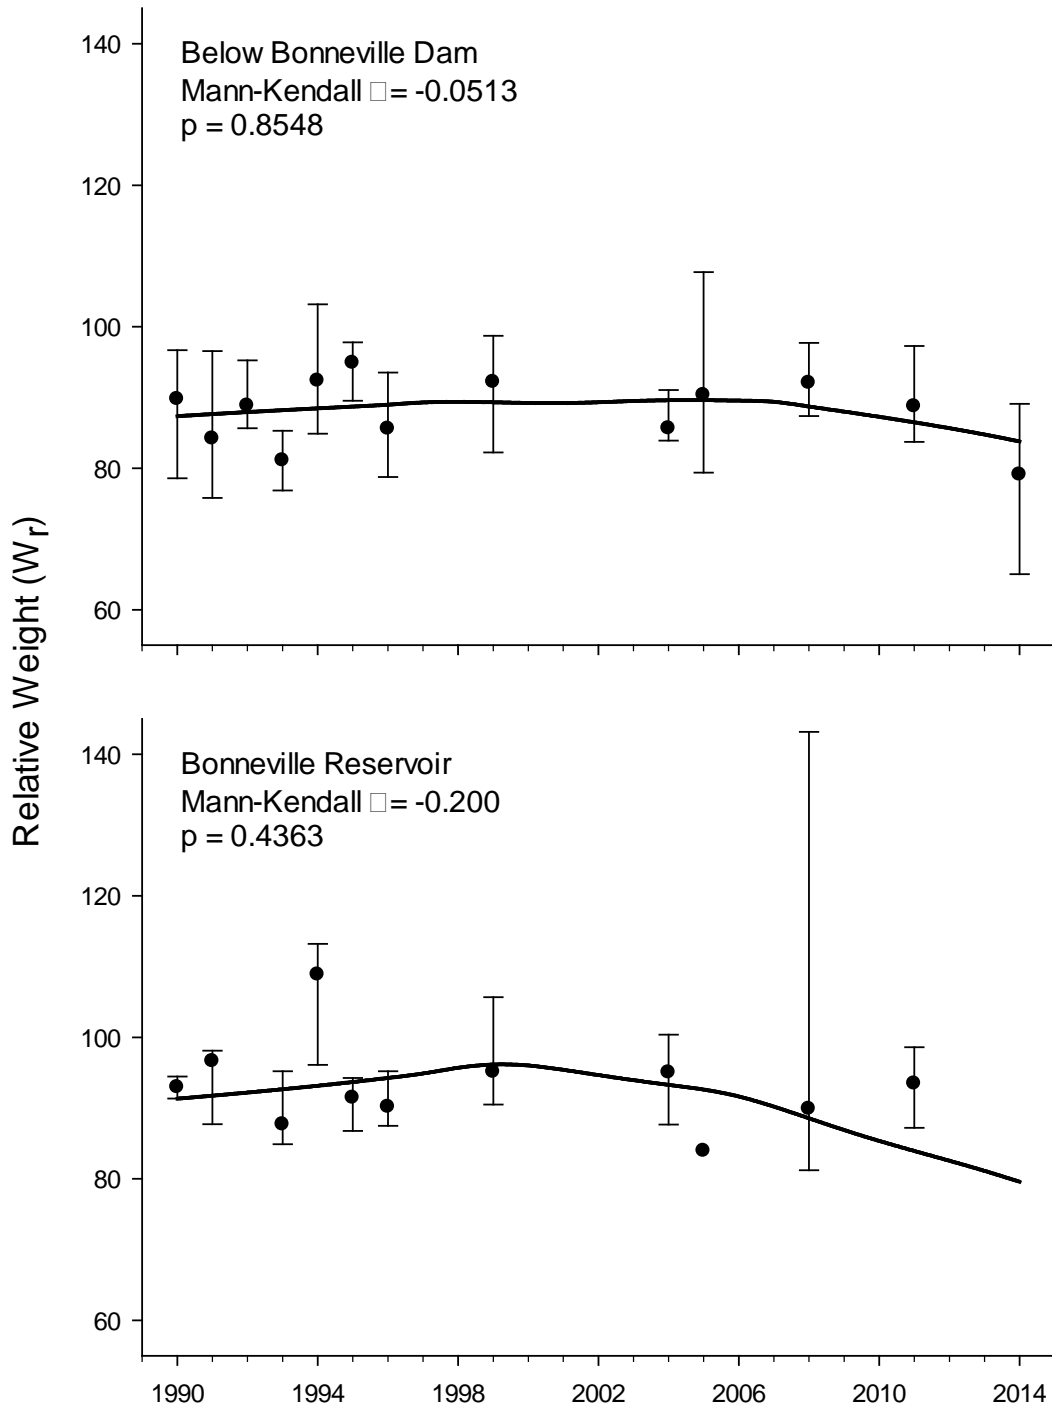 140
Below Bonneville Dam
Mann-Kendall □= -0.0513
p = 0.8548
120
100
80
60
Relative Weight (Wr)
140
Bonneville Reservoir
Mann-Kendall □= -0.200
p = 0.4363
120
100
80
60
1990 1994 1998 2002 2006 2010 2014